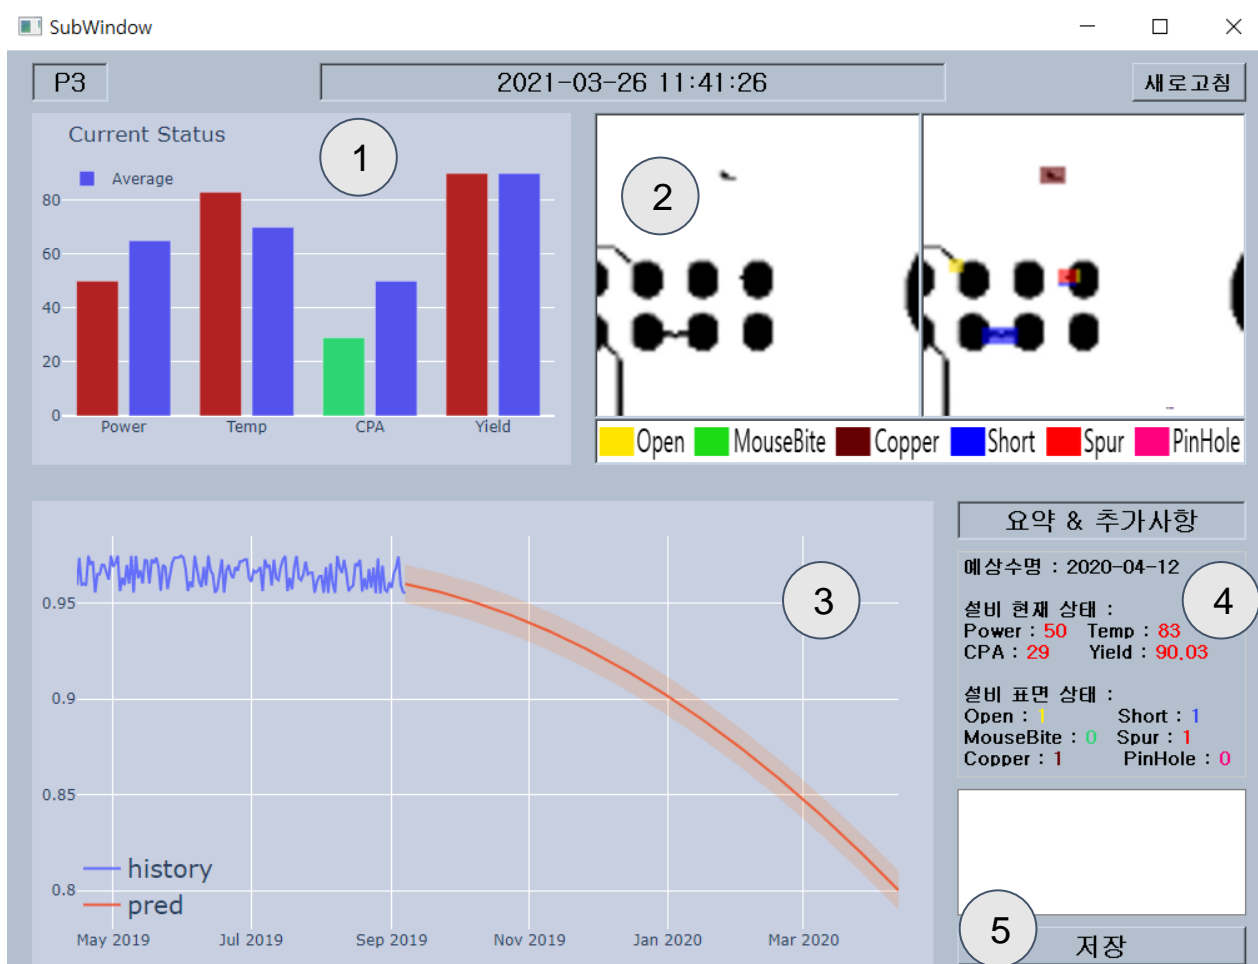 SubWindow
P3
2021-03-26 11:41:26
새로고침
Current Status
1
Average
80
60
40
20
0
Power Temp CPA Yield
2
Open MouseBite Copper Short Spur PinHole
3
0.95
0.9
0.85
0.8
history
pred
May 2019 Jul 2019 Sep 2019 Nov 2019 Jan 2020 Mar 2020
요약 & 추가사항
예상수명 : 2020-04-12
4
설비 현재 상태 :
Power : 50 Temp : 83
CPA : 29 Yield : 90.03
설비 표면 상태 :
Open : 1 Short : 1
MouseBite : 0 Spur : 1
Copper : 1 PinHole : 0
5
저장